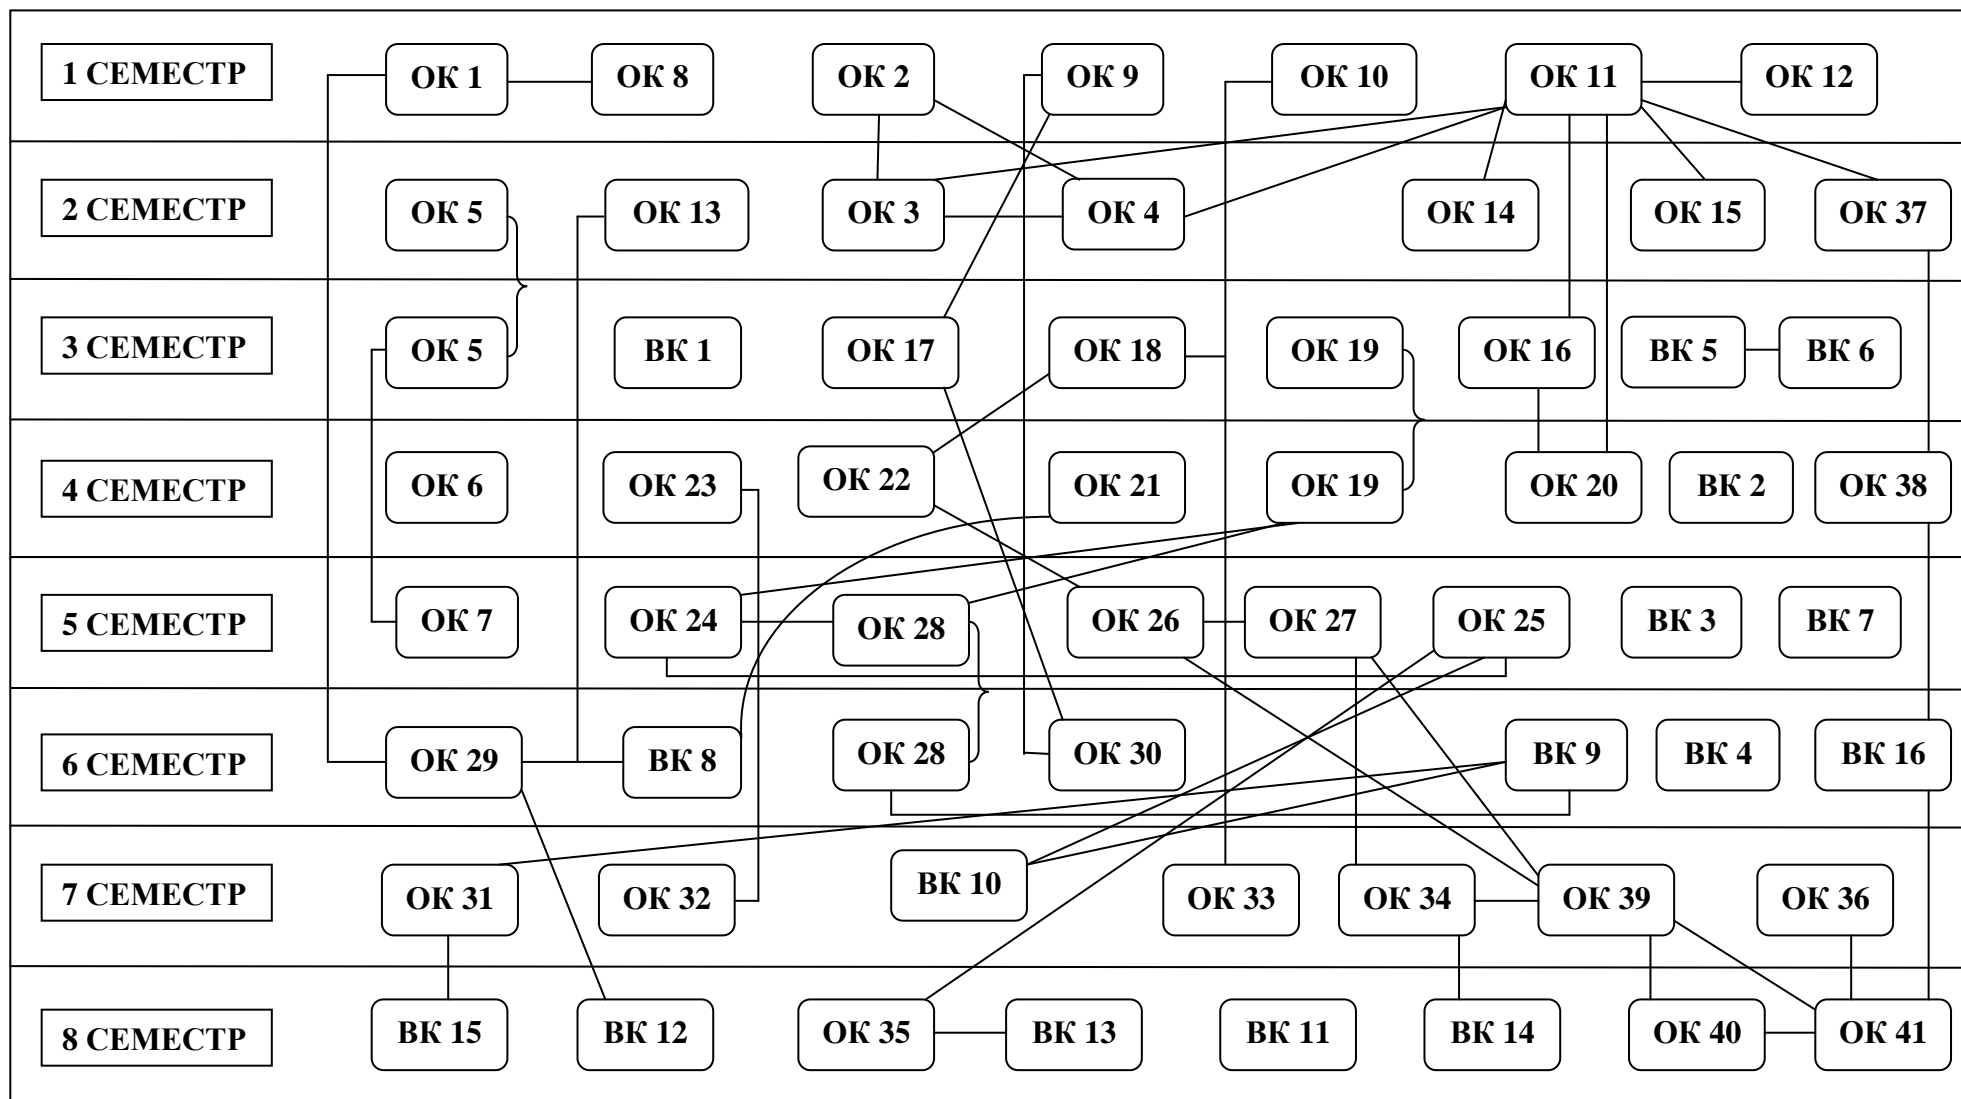 1 СЕМЕСТР ОК 1 ОК 8 ОК 2 ОК 9 ОК 10 ОК 11 ОК 12
2 СЕМЕСТР ОК 5 ОК 13 ОК 3 ОК 4 ОК 14 ОК 15 ОК 37
3 СЕМЕСТР ОК 5 ВК 1 ОК 17 ОК 18 ОК 19 ОК 16 ВК 5 ВК 6
4 СЕМЕСТР ОК 6 ОК 23 ОК 22 ОК 21 ОК 19 ОК 20 ВК 2 ОК 38
5 СЕМЕСТР ОК 7 ОК 24 ОК 28 ОК 26 ОК 27 ОК 25 ВК 3 ВК 7
6 СЕМЕСТР ОК 29 ВК 8 ОК 28 ОК 30 ВК 9 ВК 4 ВК 16
7 СЕМЕСТР ОК 31 ОК 32 ВК 10 ОК 33 ОК 34 ОК 39 ОК 36
8 СЕМЕСТР ВК 15 ВК 12 ОК 35 ВК 13 ВК 11 ВК 14 ОК 40 ОК 41